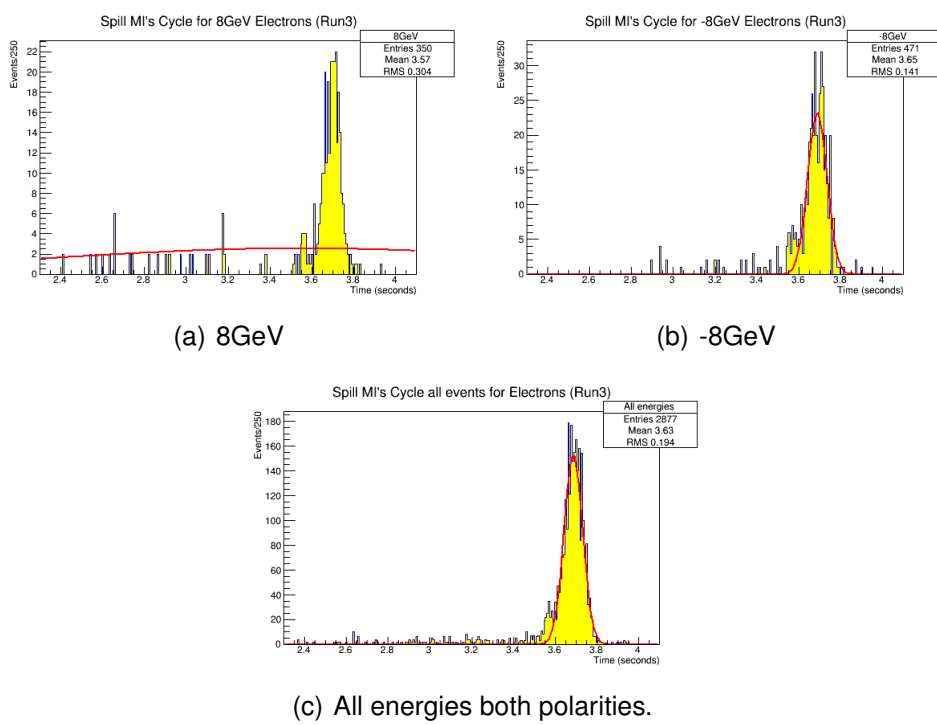 Spill MI's Cycle for 8GeV Electrons (Run3)
8GeV
Entries 350
Mean 3.57
RMS 0.304
Events/250
22
20
18
16
14
12
10
8
6
4
2
0
2.4 2.6 2.8 3 3.2 3.4 3.6 3.8 4
Time (seconds)
(a) 8GeV
Spill MI's Cycle for -8GeV Electrons (Run3)
-8GeV
Entries 471
Mean 3.65
RMS 0.141
Events/250
30
25
20
15
10
5
0
2.4 2.6 2.8 3 3.2 3.4 3.6 3.8 4
Time (seconds)
(b) -8GeV
Spill MI's Cycle all events for Electrons (Run3)
All energies
Entries 2877
Mean 3.63
RMS 0.194
Events/250
180
160
140
120
100
80
60
40
20
0
2.4 2.6 2.8 3 3.2 3.4 3.6 3.8 4
Time (seconds)
(c) All energies both polarities.